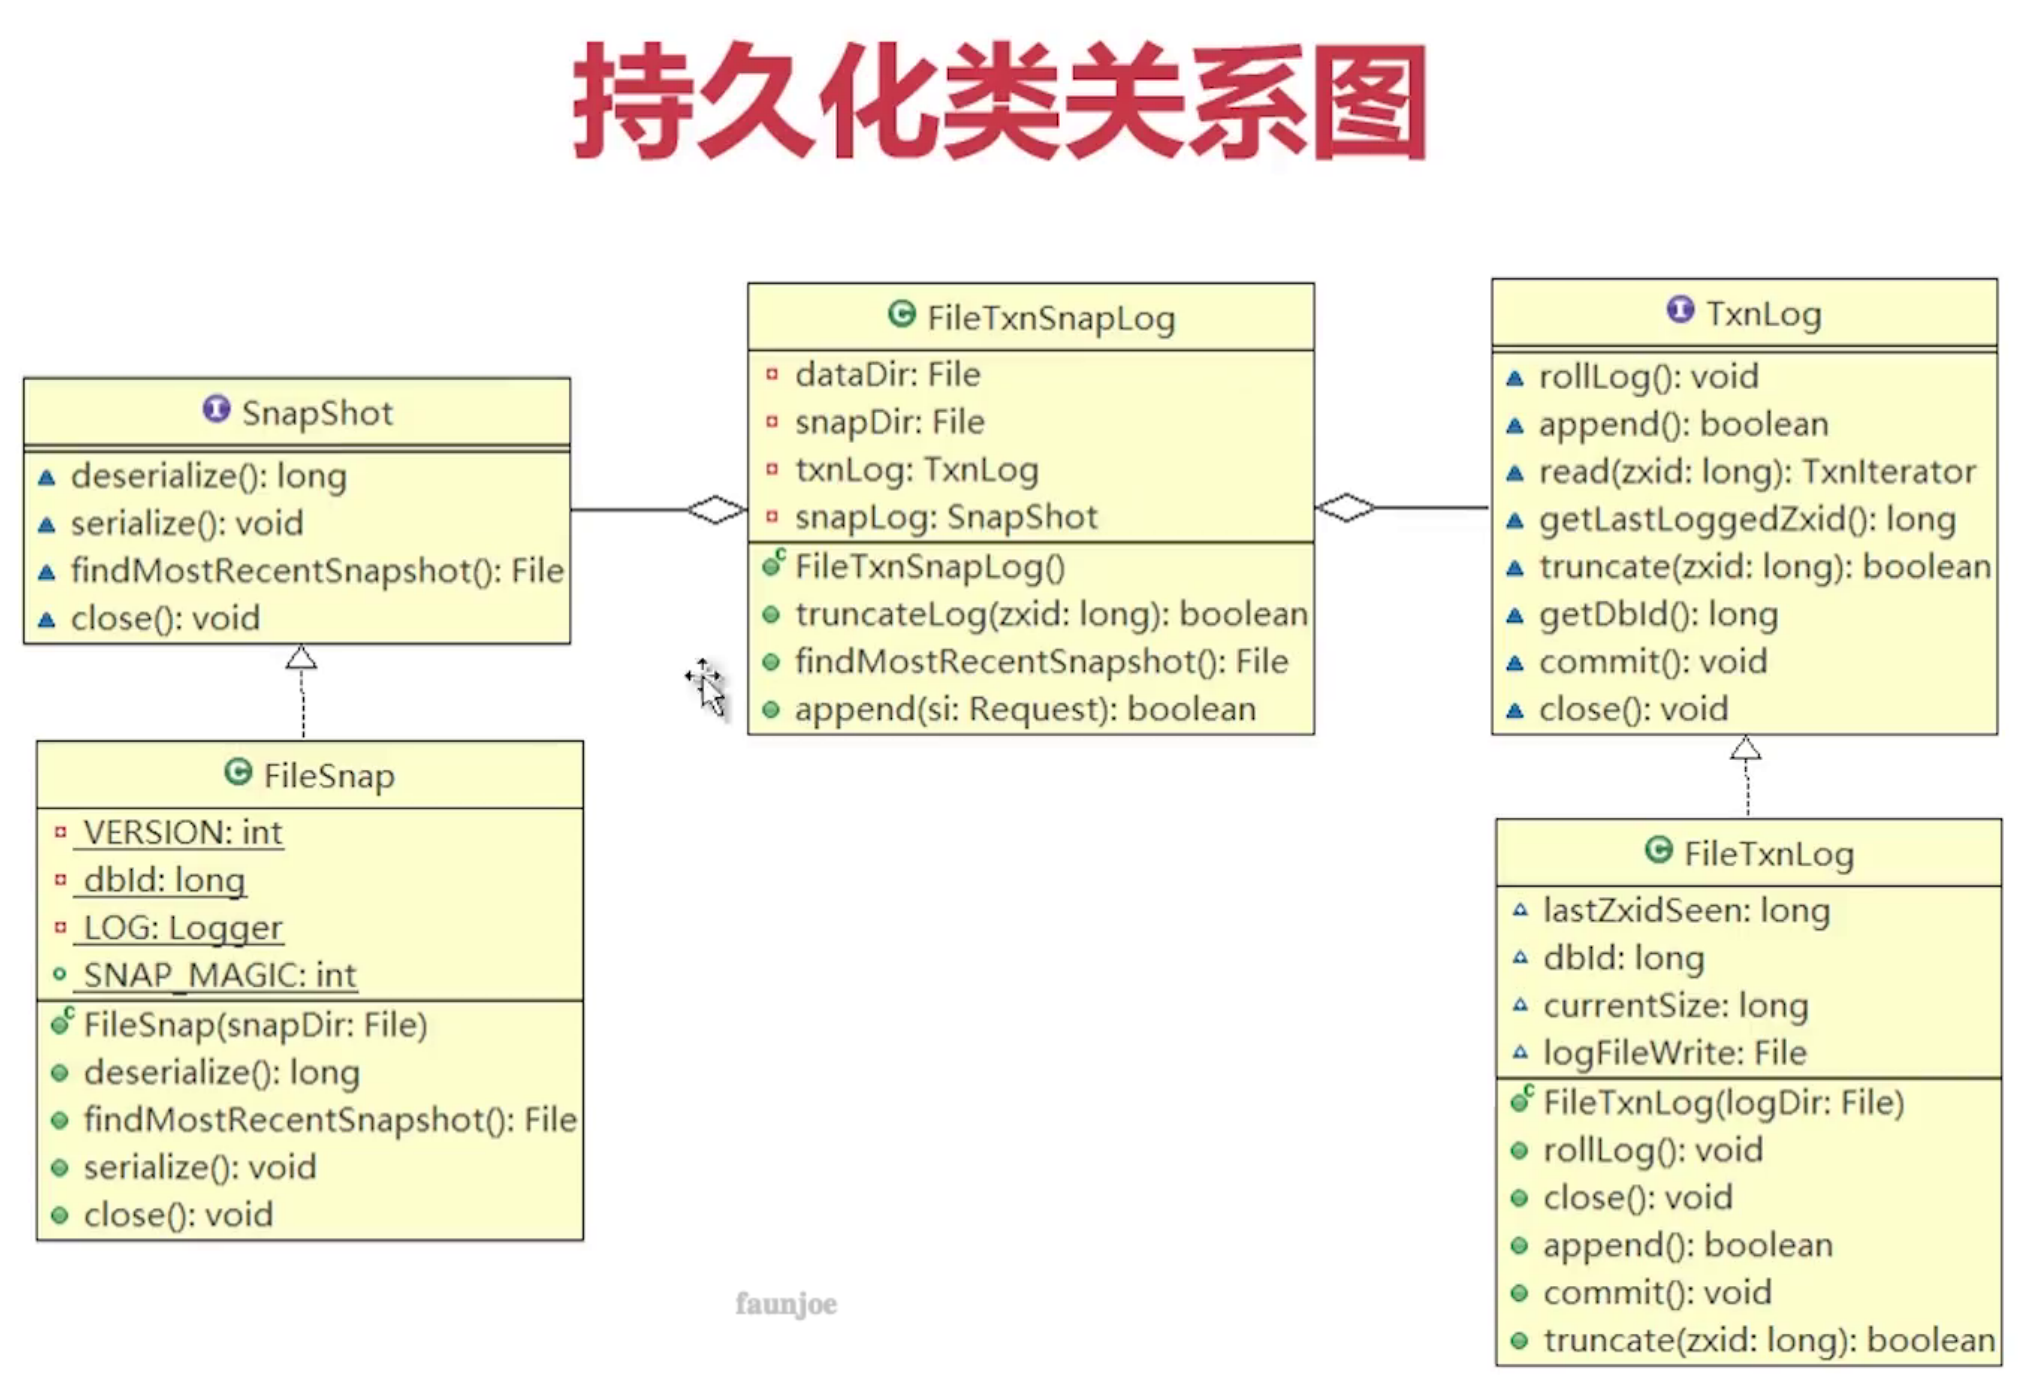 持久化类关系图
SnapShot
deserialize(): long
serialize(): void
findMostRecentSnapshot(): File
close(): void
FileSnap
VERSION: int
dbId: long
LOG: Logger
SNAP_MAGIC: int
FileSnap(snapDir: File)
deserialize(): long
findMostRecentSnapshot(): File
serialize(): void
close(): void
FileTxnSnapLog
dataDir: File
snapDir: File
txnLog: TxnLog
snapLog: SnapShot
FileTxnSnapLog()
truncateLog(zxid: long): boolean
findMostRecentSnapshot(): File
append(si: Request): boolean
TxnLog
rollLog(): void
append(): boolean
read(zxid: long): TxnIterator
getLastLoggedZxid(): long
truncate(zxid: long): boolean
getDbId(): long
commit(): void
close(): void
FileTxnLog
lastZxidSeen: long
dbId: long
currentSize: long
logFileWrite: File
FileTxnLog(logDir: File)
rollLog(): void
close(): void
append(): boolean
commit(): void
truncate(zxid: long): boolean
faunjoe